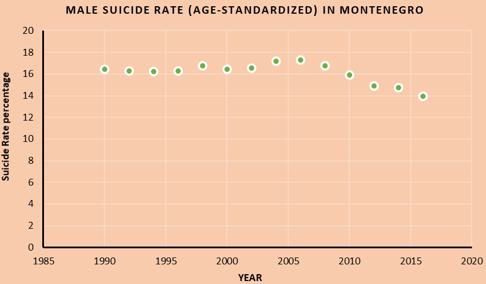 MALE SUICIDE RATE (AGE-STANDARDIZED) IN MONTENEGRO
Suicide Rate percentage
20
18
16
14
12
10
8
6
4
2
0
1985 1990 1995 2000 2005 2010 2015 2020
YEAR